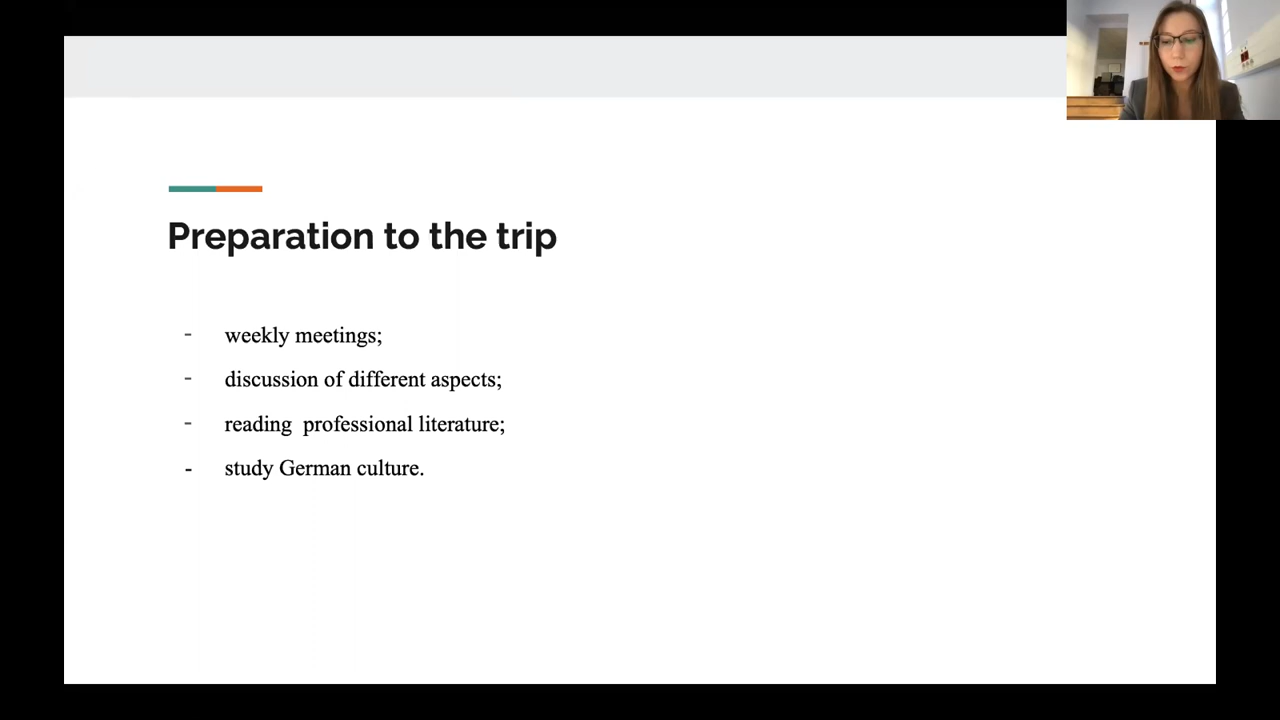 Preparation to the trip
- weekly meetings;
- discussion of different aspects;
- reading  professional literature;
- study German culture.